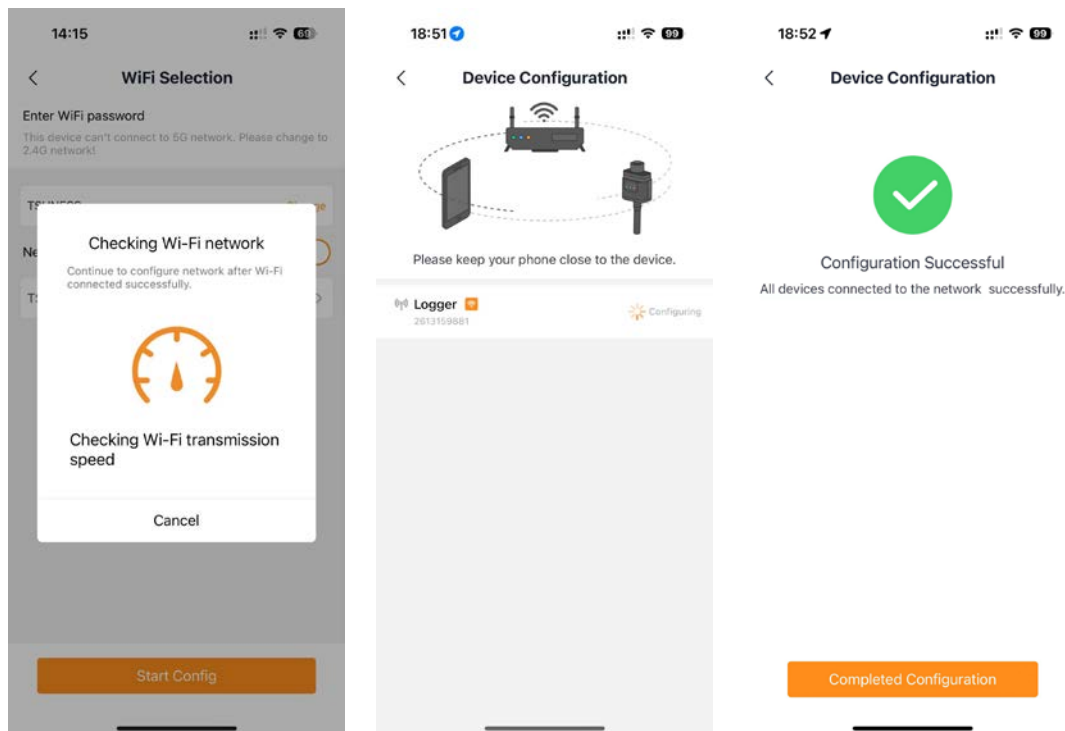 14:15
69
WiFi Selection
Enter WiFi password
This device can't connect to 5G network. Please change to
2.4G network!
Ne
Checking Wi-Fi network
Continue to configure network after Wi-Fi
connected successfully.
Checking Wi-Fi transmission
speed
Cancel
Start Config
18:51
99
Device Configuration
Please keep your phone close to the device.
Logger
2613159881
Configuring
18:52
99
Device Configuration
Configuration Successful
All devices connected to the network successfully.
Completed Configuration